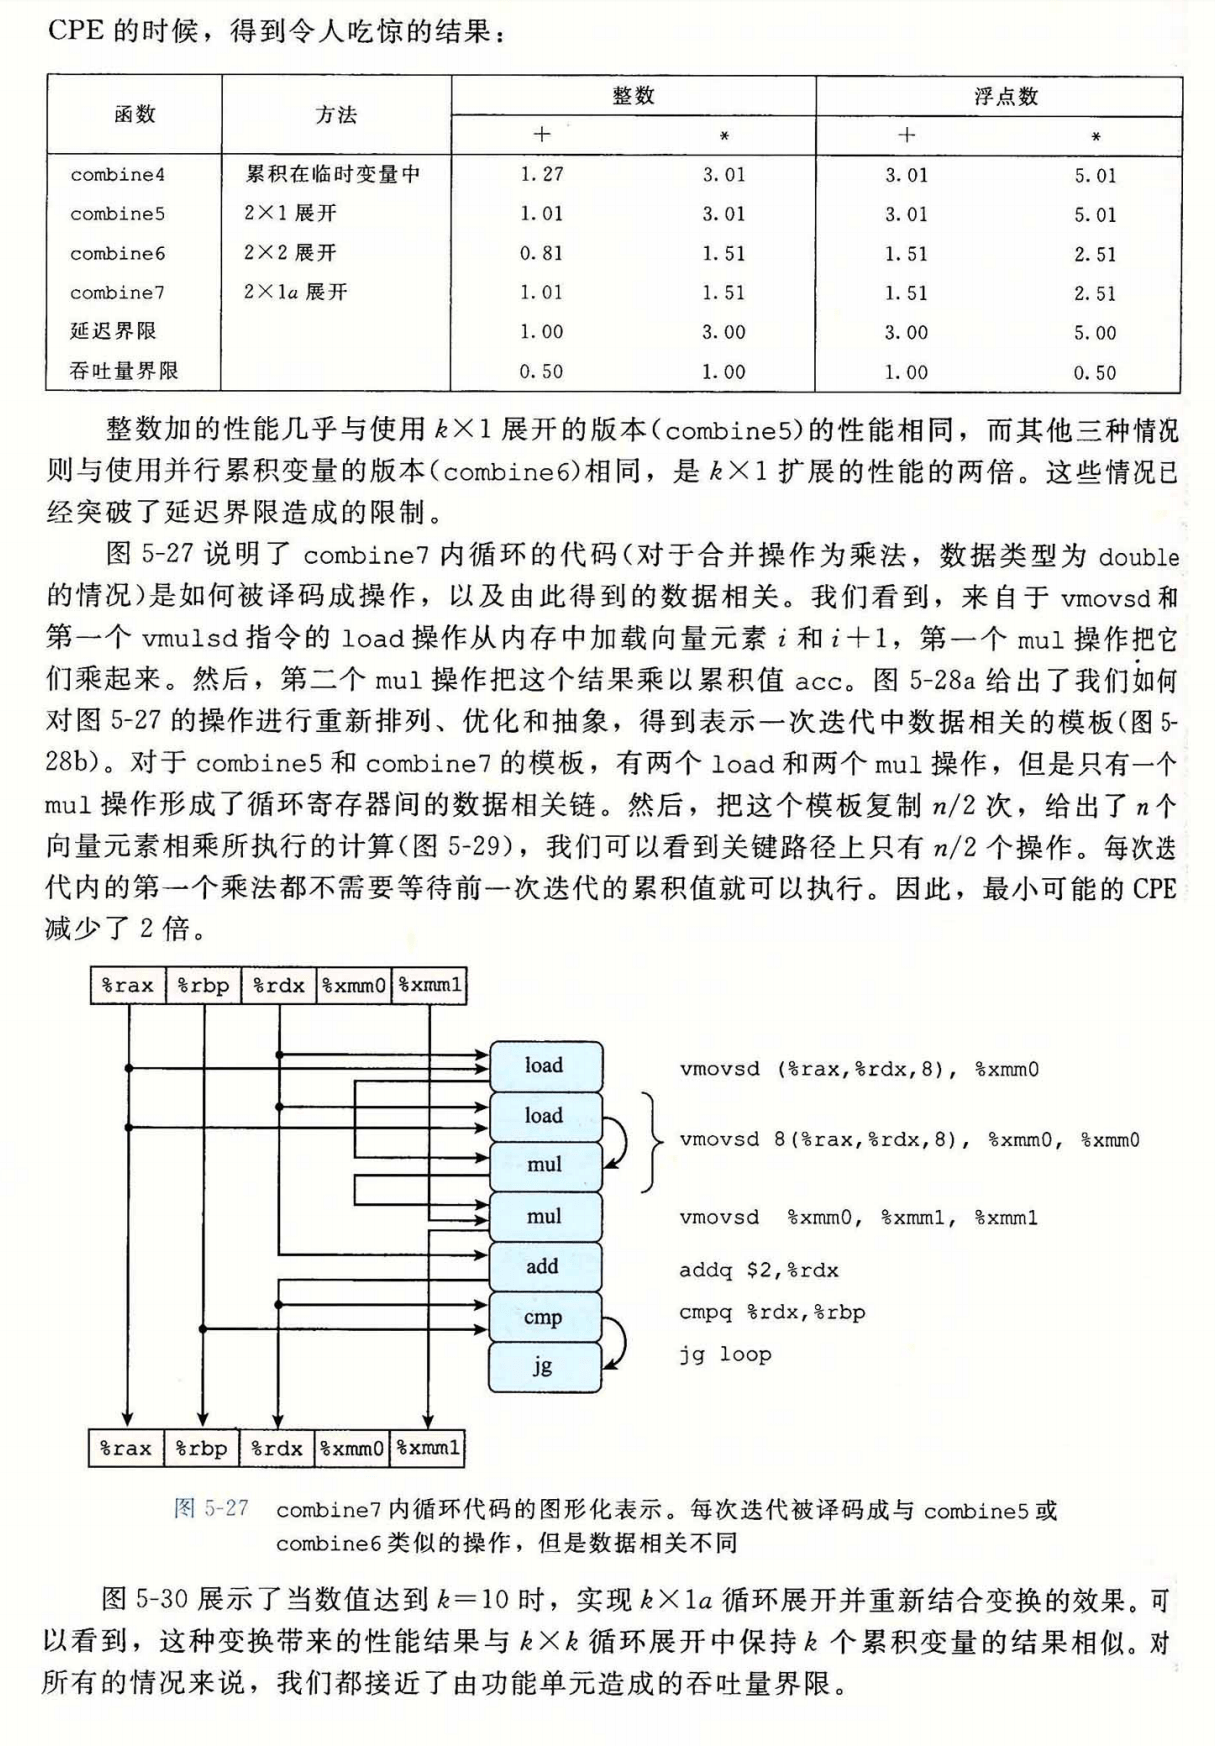 CPE 的时候，得到令人吃惊的结果：
函数 方法 整数 浮点数
+ * + *
combine4 累积在临时变量中 1.27 3.01 3.01 5.01
combine5 2×1 展开 1.01 3.01 3.01 5.01
combine6 2×2 展开 0.81 1.51 1.51 2.51
combine7 2×1a 展开 1.01 1.51 1.51 2.51
延迟界限 1.00 3.00 3.00 5.00
吞吐量界限 0.50 1.00 1.00 0.50
整数加的性能几乎与使用 k×1 展开的版本(combine5)的性能相同，而其他三种情况
则与使用并行累积变量的版本(combine6)相同，是 k×1 扩展的性能的两倍。这些情况已
经突破了延迟界限造成的限制。
图 5-27 说明了 combine7 内循环的代码(对于合并操作为乘法，数据类型为 double
的情况)是如何被译码成操作，以及由此得到的数据相关。我们看到，来自于 vmovsd 和
第一个 vmulsd 指令的 load 操作从内存中加载向量元素 i 和 i+1，第一个 mul 操作把它
们乘起来。然后，第二个 mul 操作把这个结果乘以累积值 acc。图 5-28a 给出了我们如何
对图 5-27 的操作进行重新排列、优化和抽象，得到表示一次迭代中数据相关的模板(图 5-
28b)。对于 combine5 和 combine7 的模板，有两个 load 和两个 mul 操作，但是只有一个
mul 操作形成了循环寄存器间的数据相关链。然后，把这个模板复制 n/2 次，给出了 n 个
向量元素相乘所执行的计算(图 5-29)，我们可以看到关键路径上只有 n/2 个操作。每次迭
代内的第一个乘法都不需要等待前一次迭代的累积值就可以执行。因此，最小可能的 CPE
减少了 2 倍。
%rax %rbp %rdx %xmm0 %xmm1
load vmovsd (%rax,%rdx,8), %xmm0
load
vmovsd 8(%rax,%rdx,8), %xmm0, %xmm0
mul
mul vmovsd %xmm0, %xmm1, %xmm1
add addq $2,%rdx
cmp cmpq %rdx,%rbp
jg jg loop
%rax %rbp %rdx %xmm0 %xmm1
图 5-27 combine7 内循环代码的图形化表示。每次迭代被译码成与 combine5 或
combine6 类似的操作，但是数据相关不同
图 5-30 展示了当数值达到 k=10 时，实现 k×1a 循环展开并重新结合变换的效果。可
以看到，这种变换带来的性能结果与 k×k 循环展开中保持 k 个累积变量的结果相似。对
所有的情况来说，我们都接近了由功能单元造成的吞吐量界限。